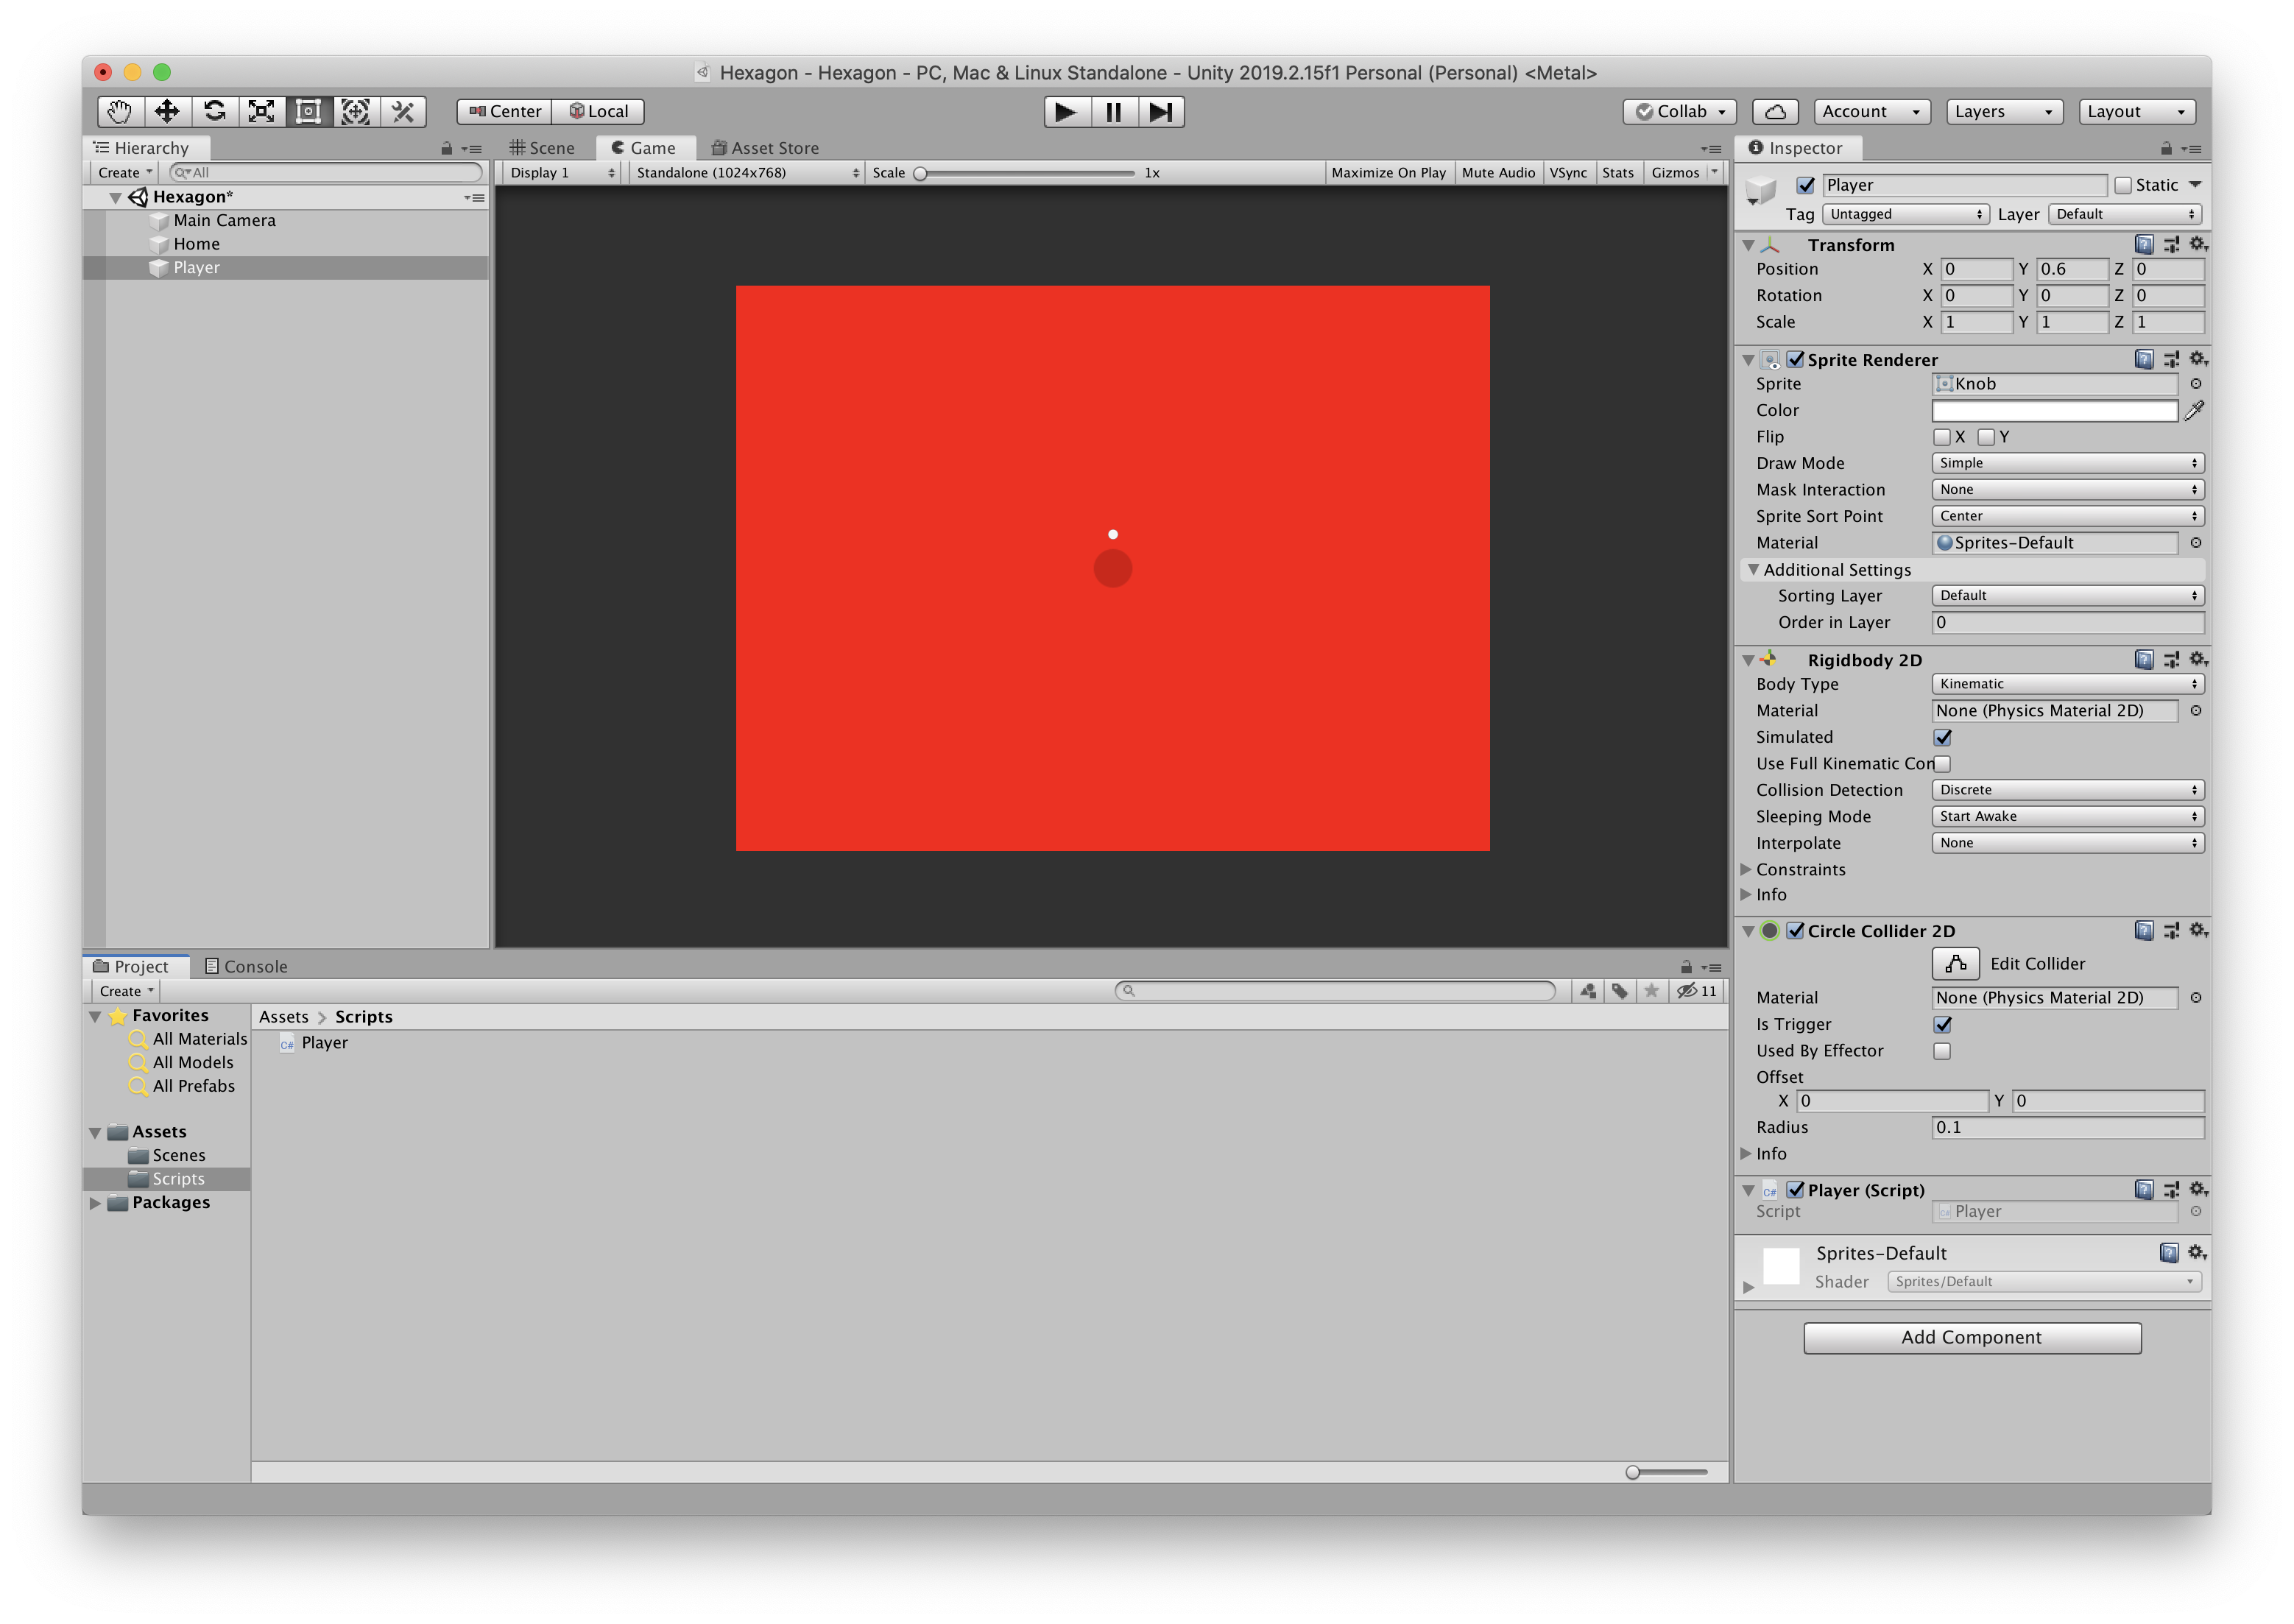 Hexagon - Hexagon - PC, Mac & Linux Standalone - Unity 2019.2.15f1 Personal (Personal) <Metal>
Center Local Collab Account Layers Layout
Hierarchy
Create All
Hexagon*
Main Camera
Home
Player
Scene Game Asset Store
Display 1 Standalone (1024x768) Scale 1x Maximize On Play Mute Audio VSync Stats Gizmos
Inspector
Player Static
Tag Untagged Layer Default
Transform
Position X 0 Y 0.6 Z 0
Rotation X 0 Y 0 Z 0
Scale X 1 Y 1 Z 1
Sprite Renderer
Sprite Knob
Color
Flip X Y
Draw Mode Simple
Mask Interaction None
Sprite Sort Point Center
Material Sprites-Default
Additional Settings
Sorting Layer Default
Order in Layer 0
Rigidbody 2D
Body Type Kinematic
Material None (Physics Material 2D)
Simulated
Use Full Kinematic Con
Collision Detection Discrete
Sleeping Mode Start Awake
Interpolate None
Constraints
Info
Circle Collider 2D
Edit Collider
Material None (Physics Material 2D)
Is Trigger
Used By Effector
Offset
X 0 Y 0
Radius 0.1
Info
C# Player (Script)
Script Player
Sprites-Default
Shader Sprites/Default
Add Component
Project Console
Create 11
Favorites
All Materials
All Models
All Prefabs
Assets
Scenes
Scripts
Packages
Assets > Scripts
C# Player